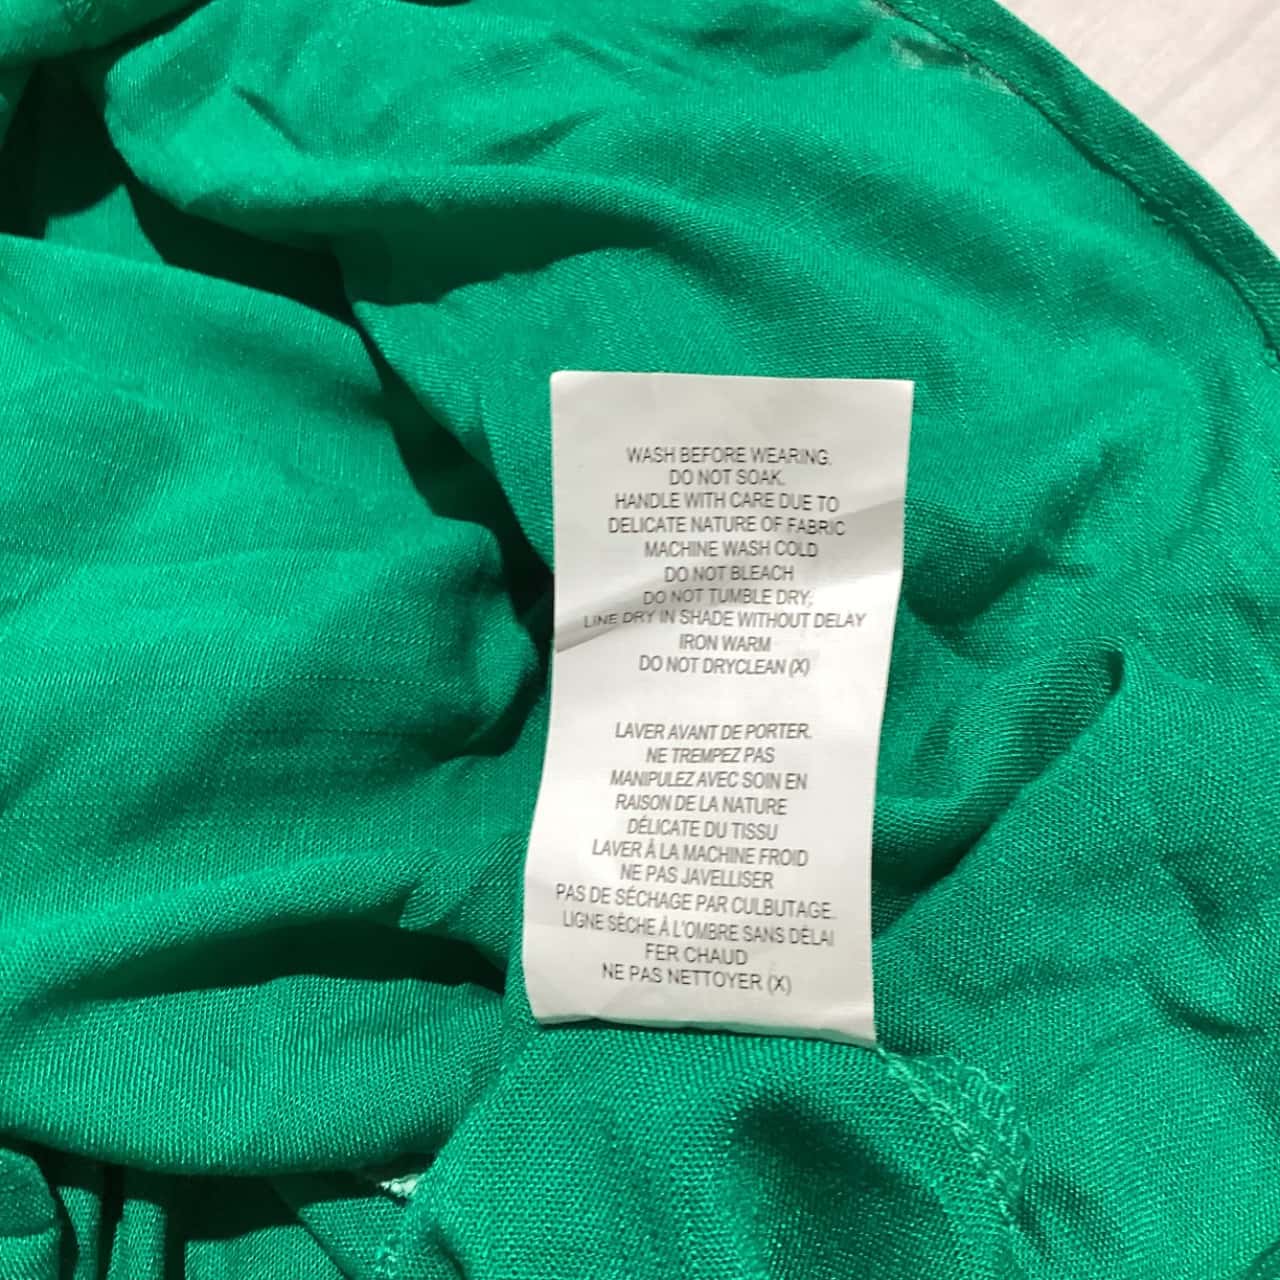 WASH BEFORE WEARING.
DO NOT SOAK.
HANDLE WITH CARE DUE TO
DELICATE NATURE OF FABRIC
MACHINE WASH COLD
DO NOT BLEACH
DO NOT TUMBLE DRY;
LINE DRY IN SHADE WITHOUT DELAY
IRON WARM
DO NOT DRYCLEAN (X)
LAVER AVANT DE PORTER.
NE TREMPEZ PAS
MANIPULEZ AVEC SOIN EN
RAISON DE LA NATURE
DÉLICATE DU TISSU
LAVER À LA MACHINE FROID
NE PAS JAVELLISER
PAS DE SÉCHAGE PAR CULBUTAGE.
LIGNE SÈCHE À L'OMBRE SANS DÉLAI
FER CHAUD
NE PAS NETTOYER (X)